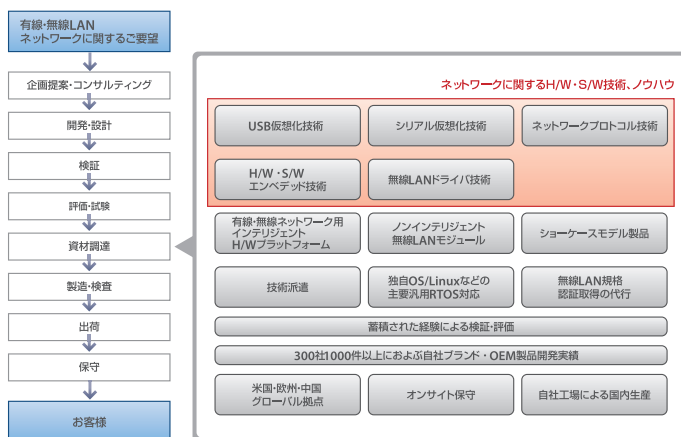 有線・無線LAN
ネットワークに関するご要望
企画提案・コンサルティング
開発・設計
検証
評価・試験
資材調達
製造・検査
出荷
保守
お客様
ネットワークに関するH/W・S/W技術、ノウハウ
USB仮想化技術
シリアル仮想化技術
ネットワークプロトコル技術
H/W・S/W
エンベデッド技術
無線LANドライバ技術
有線・無線ネットワーク用
インテリジェント
H/Wプラットフォーム
ノンインテリジェント
無線LANモジュール
ショーケースモデル製品
技術派遣
独自OS/Linuxなどの
主要汎用RTOS対応
無線LAN規格
認証取得の代行
蓄積された経験による検証・評価
300社1000件以上におよぶ自社ブランド・OEM製品開発実績
米国・欧州・中国
グローバル拠点
オンサイト保守
自社工場による国内生産